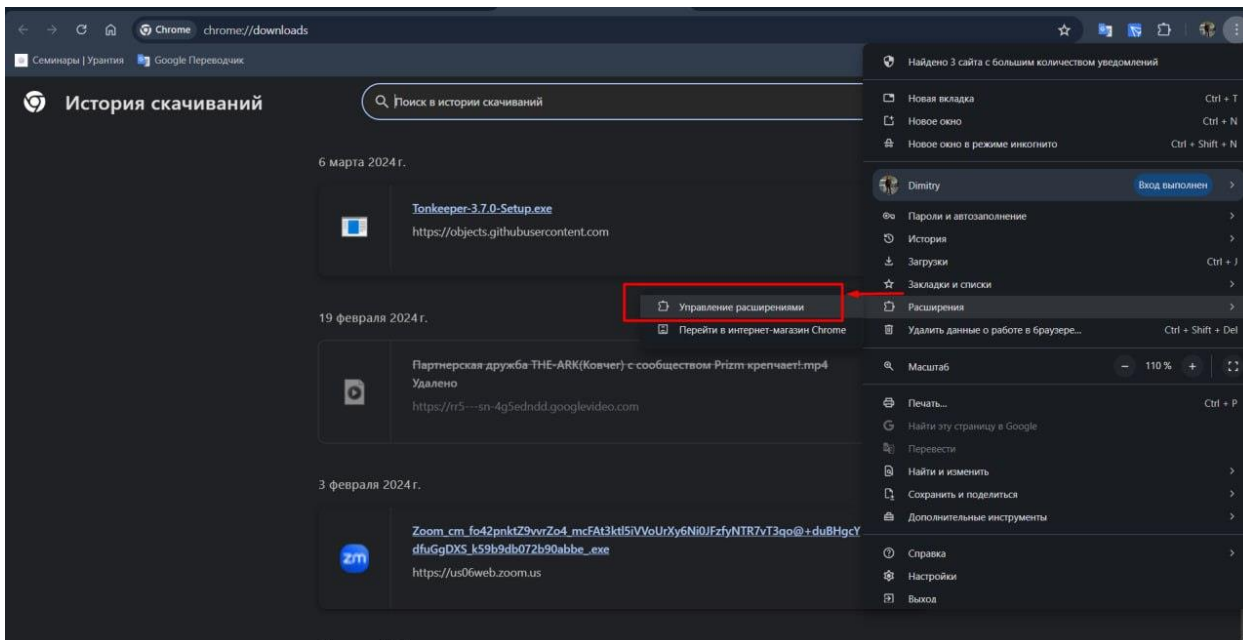 Chrome chrome://downloads
Семинары | Урантия Google Переводчик
История скачиваний
Поиск в истории скачиваний
6 марта 2024 г.
Tonkeeper-3.7.0-Setup.exe
https://objects.githubusercontent.com
19 февраля 2024 г.
Партнерская дружба THE-ARK(Ковчег) с сообществом Prizm крепчает!.mp4
Удалено
https://rr5---sn-4g5edndd.googlevideo.com
3 февраля 2024 г.
Zoom_cm_fo42pnktZ9vvrZo4_mcFAt3ktl5iVVoUrXy6Ni0JFzfyNTR7vT3qo@+duBHgcY
dfuGgDXS_k59b9db072b90abbe_.exe
zm
https://us06web.zoom.us
Найдено 3 сайта с большим количеством уведомлений
Новая вкладка Ctrl + T
Новое окно Ctrl + N
Новое окно в режиме инкогнито Ctrl + Shift + N
Dimitry Вход выполнен
Пароли и автозаполнение
История
Загрузки Ctrl + J
Закладки и списки
Расширения
Управление расширениями
Перейти в интернет-магазин Chrome
Удалить данные о работе в браузере... Ctrl + Shift + Del
Масштаб − 110 % +
Печать... Ctrl + P
Найти эту страницу в Google
Перевести
Найти и изменить
Сохранить и поделиться
Дополнительные инструменты
Справка
Настройки
Выход